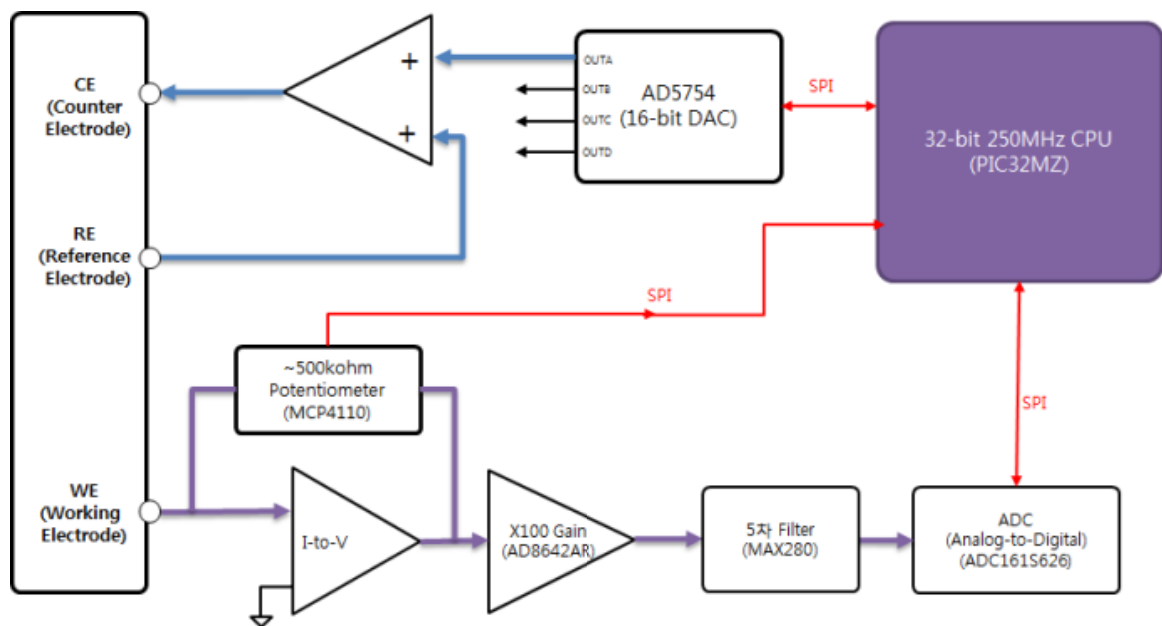 CE
(Counter
Electrode)
+
+
OUTA
OUTB
OUTC
OUTD
AD5754
(16-bit DAC)
SPI
32-bit 250MHz CPU
(PIC32MZ)
RE
(Reference
Electrode)
SPI
~500kohm
Potentiometer
(MCP4110)
SPI
WE
(Working
Electrode)
I-to-V
X100 Gain
(AD8642AR)
5차 Filter
(MAX280)
ADC
(Analog-to-Digital)
(ADC161S626)